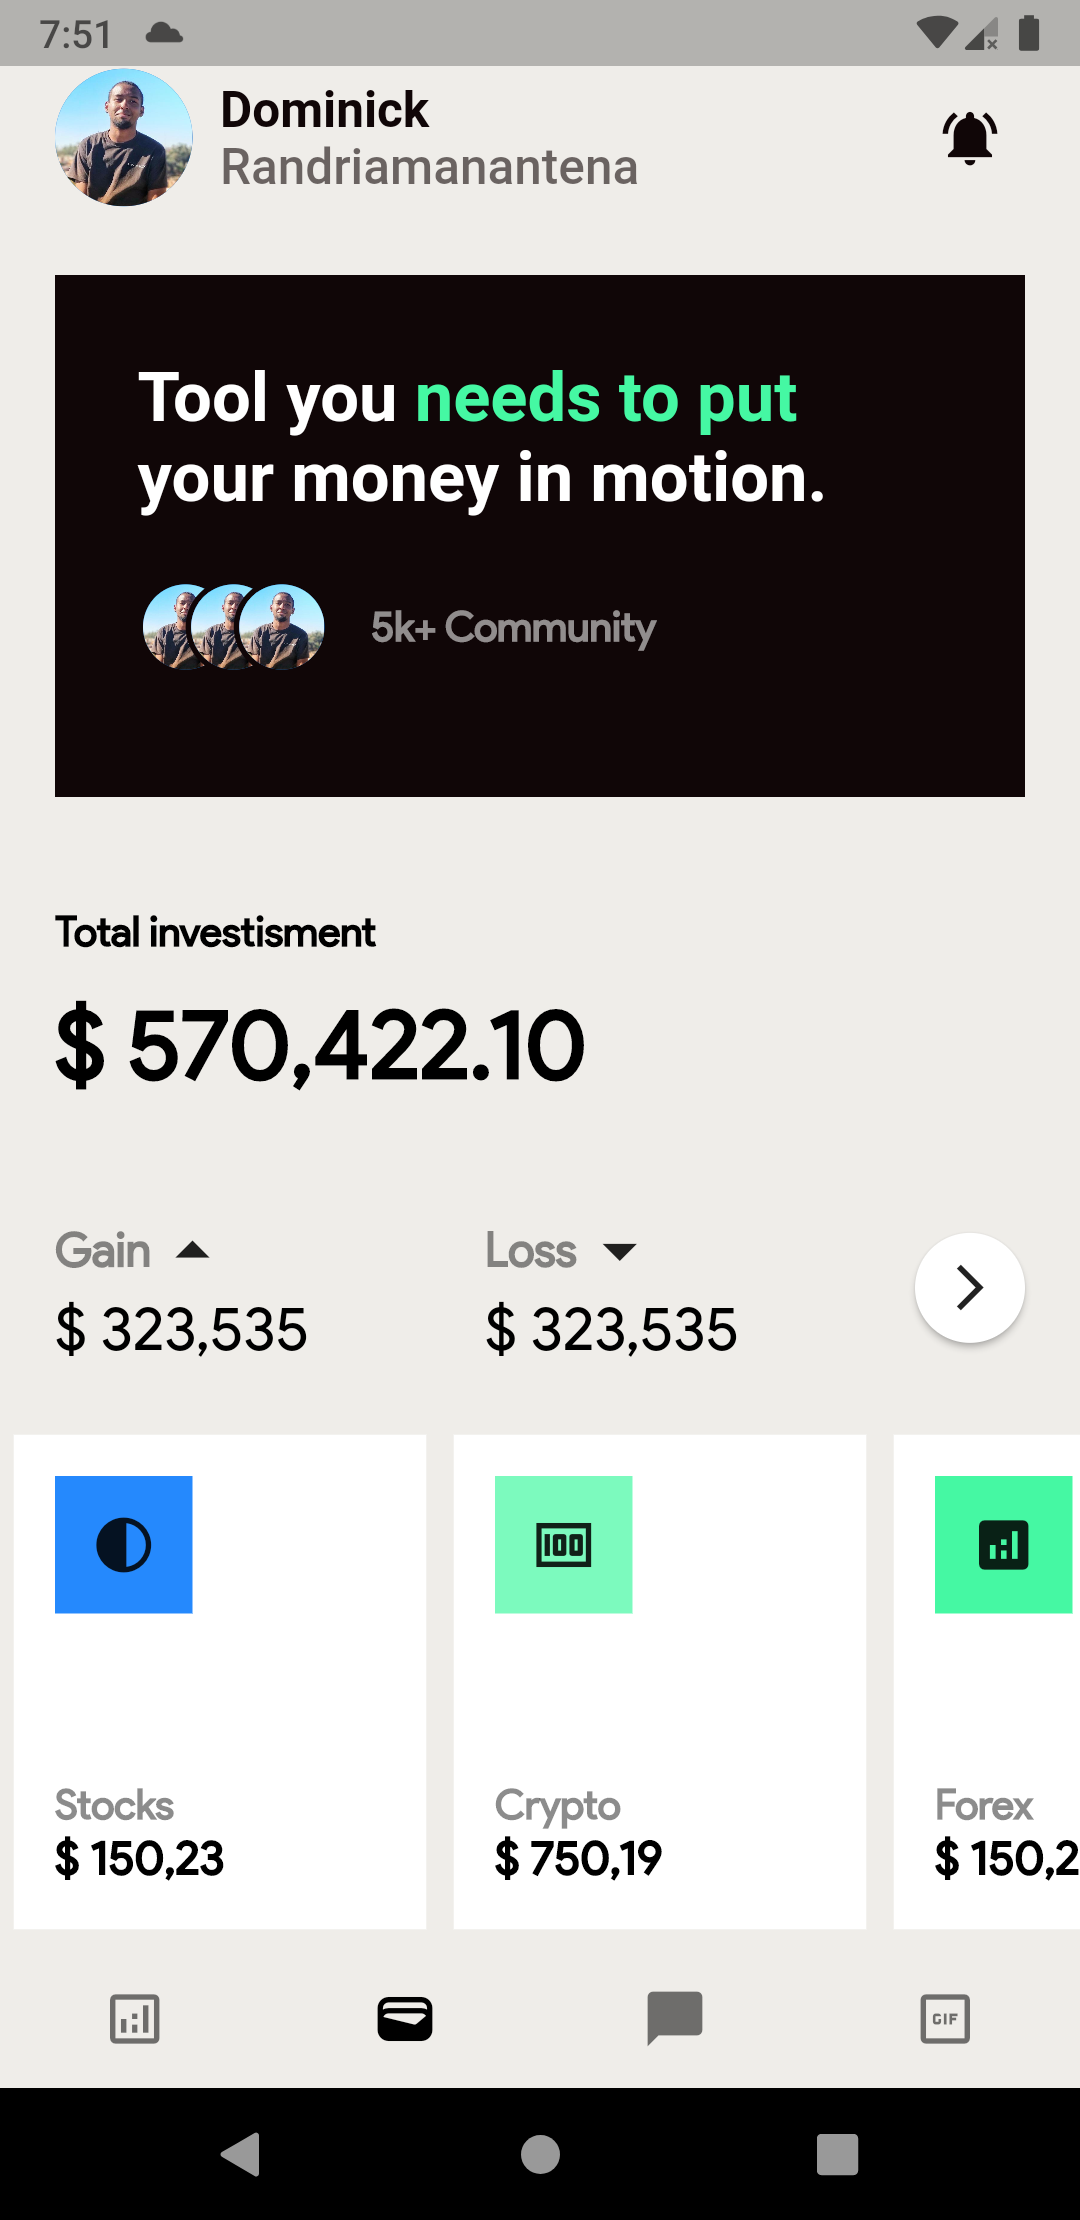 7:51
Dominick
Randriamanantena
Tool you needs to put
your money in motion.
5k+ Community
Total investisment
$ 570,422.10
Gain
Loss
$ 323,535
$ 323,535
100
Stocks
$ 150,23
Crypto
$ 750,19
Forex
$ 150,2
GIF